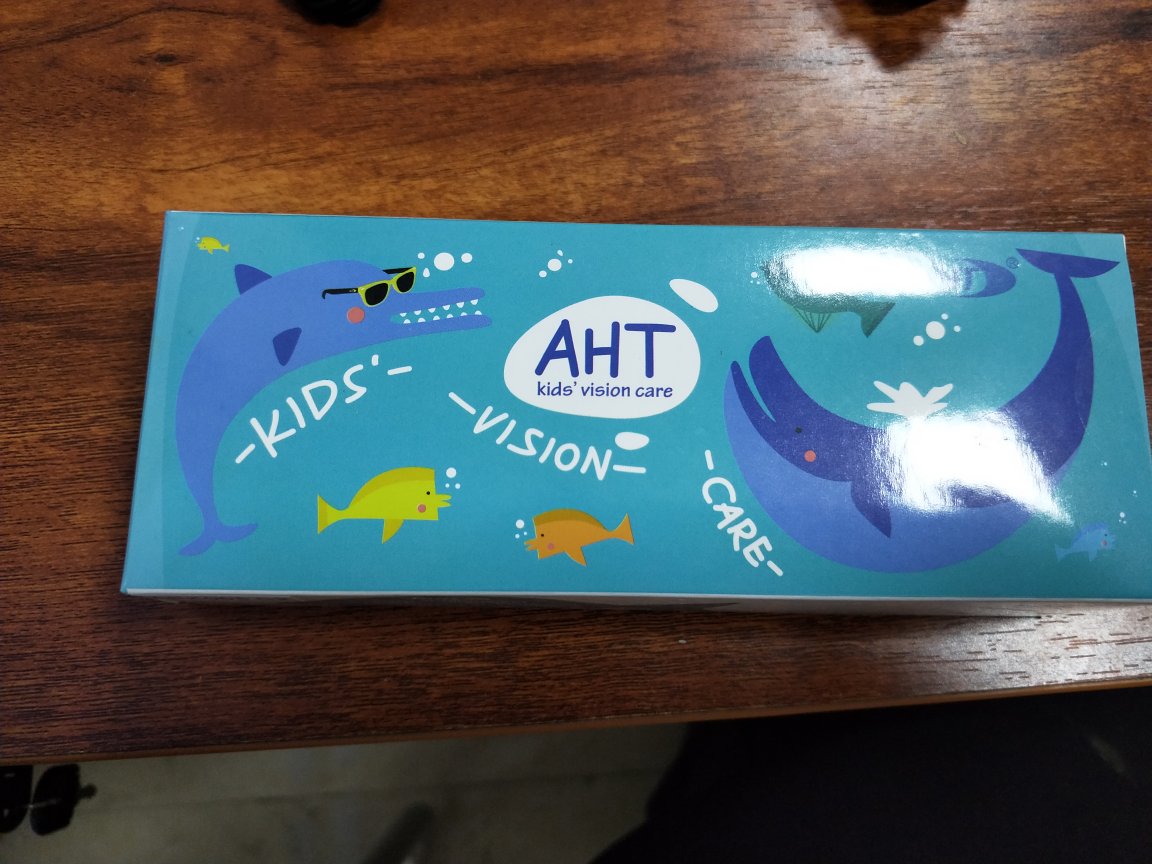 AHT
kids' vision care
-KIDS'-
-VISION-
-CARE-